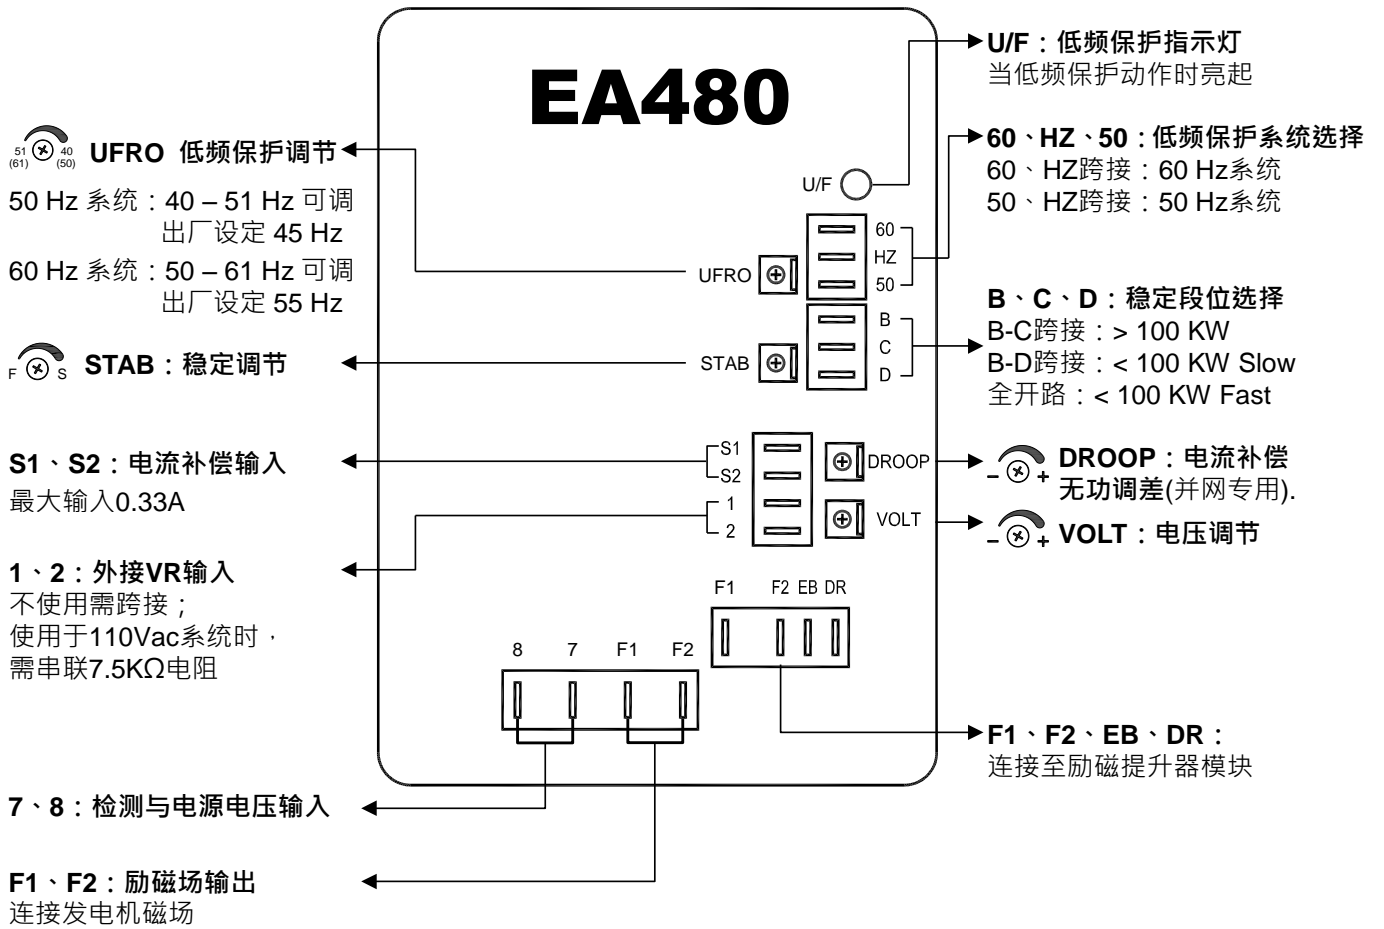 EA480
U/F：低频保护指示灯
当低频保护动作时亮起
60、HZ、50：低频保护系统选择
60、HZ跨接：60 Hz系统
50、HZ跨接：50 Hz系统
B、C、D：稳定段位选择
B-C跨接：> 100 KW
B-D跨接：< 100 KW Slow
全开路：< 100 KW Fast
DROOP：电流补偿
无功调差(并网专用).
- +
VOLT：电压调节
- +
F1、F2、EB、DR：
连接至励磁提升器模块
51 40
(61) (50)
UFRO 低频保护调节
50 Hz 系统：40 – 51 Hz 可调
出厂设定 45 Hz
60 Hz 系统：50 – 61 Hz 可调
出厂设定 55 Hz
F S
STAB：稳定调节
S1、S2：电流补偿输入
最大输入0.33A
1、2：外接VR输入
不使用需跨接；
使用于110Vac系统时，
需串联7.5KΩ电阻
7、8：检测与电源电压输入
F1、F2：励磁场输出
连接发电机磁场
U/F
60
HZ
50
UFRO
B
C
D
STAB
S1
S2
1
2
DROOP
VOLT
F1 F2 EB DR
8 7 F1 F2